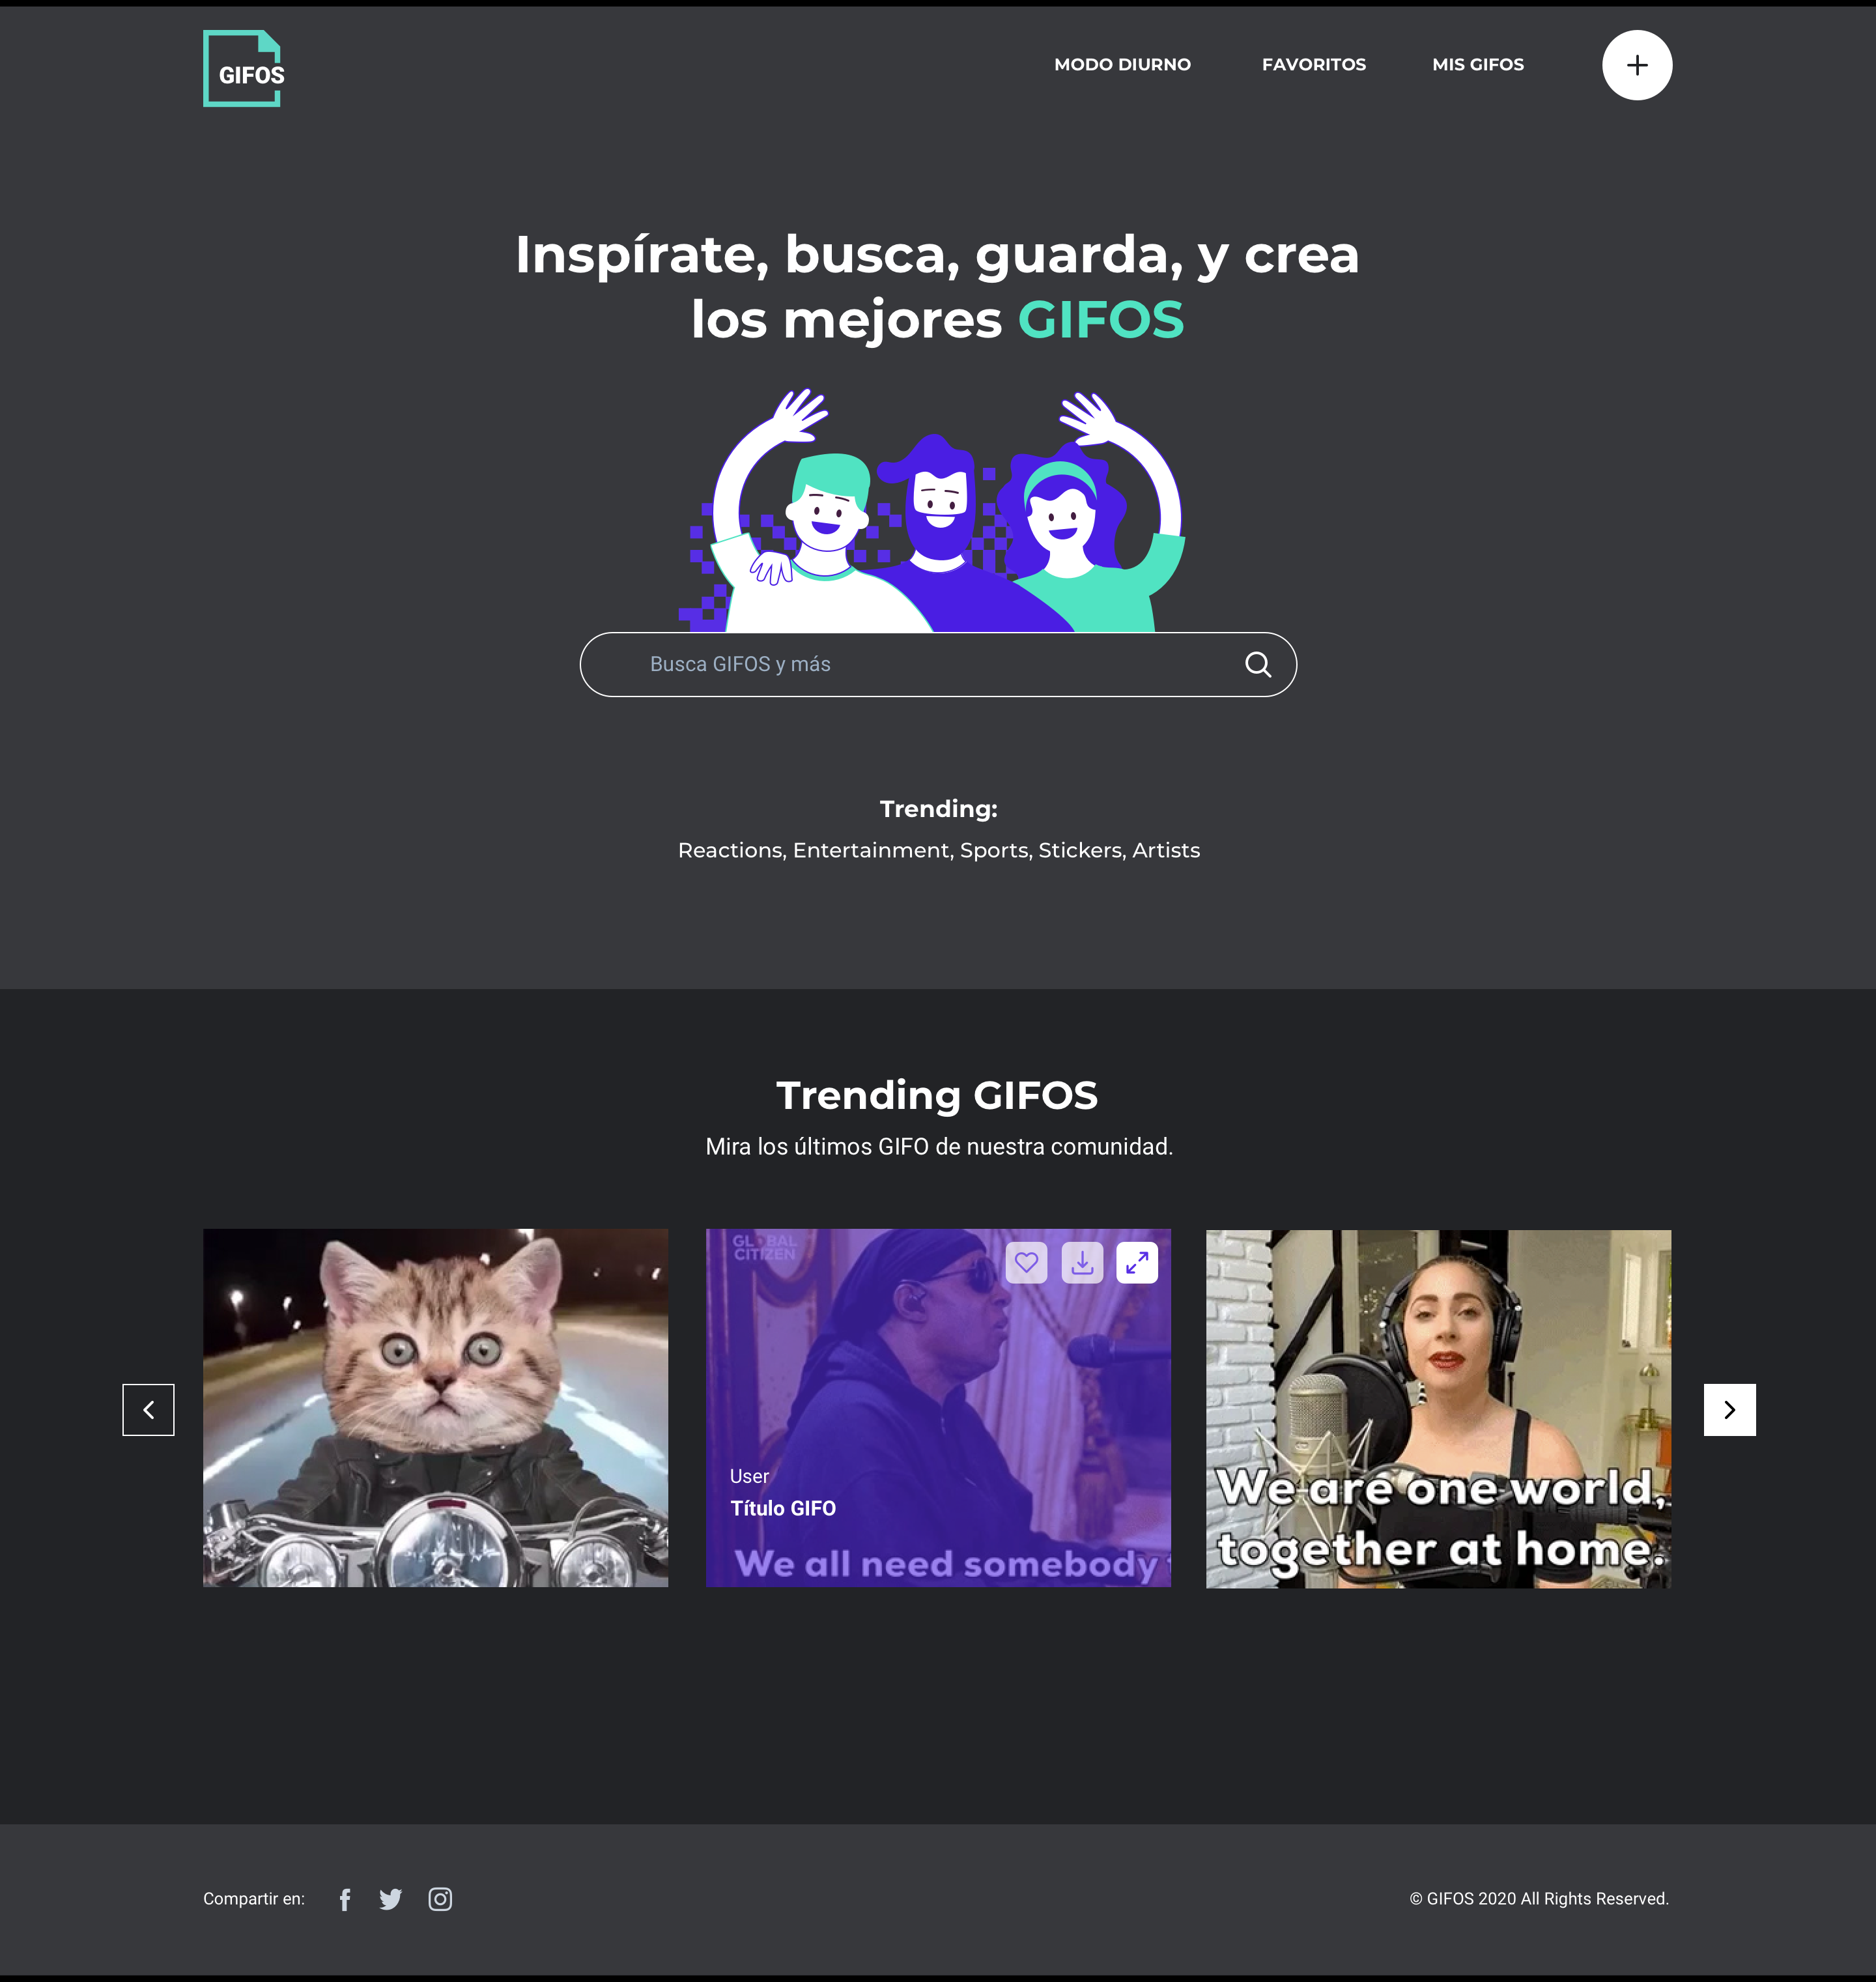 GIFOS
MODO DIURNO
FAVORITOS
MIS GIFOS
Inspírate, busca, guarda, y crea
los mejores GIFOS
Busca GIFOS y más
Trending:
Reactions, Entertainment, Sports, Stickers, Artists
Trending GIFOS
Mira los últimos GIFO de nuestra comunidad.
GLOBAL
CITIZEN
User
Título GIFO
We all need somebody
We are one world,
together at home.
Compartir en:
© GIFOS 2020 All Rights Reserved.